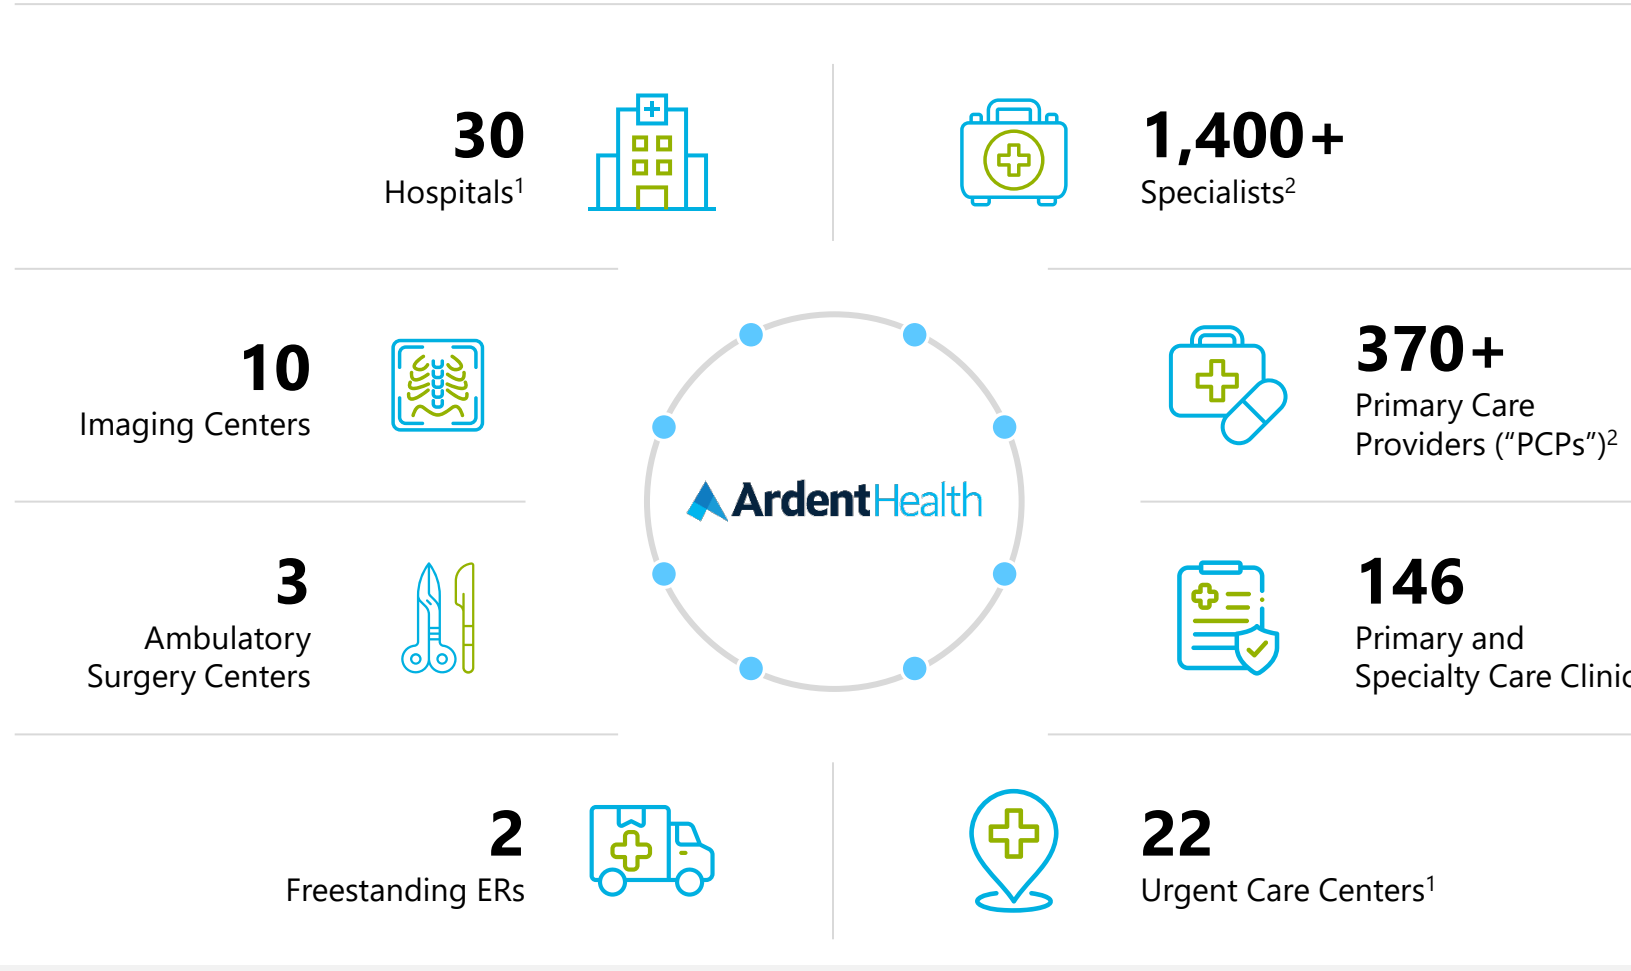 30
Hospitals¹
1,400+
Specialists²
10
Imaging Centers
370+
Primary Care
Providers (“PCPs”)²
ArdentHealth
3
Ambulatory
Surgery Centers
146
Primary and
Specialty Care
2
Freestanding ERs
22
Urgent Care Centers¹